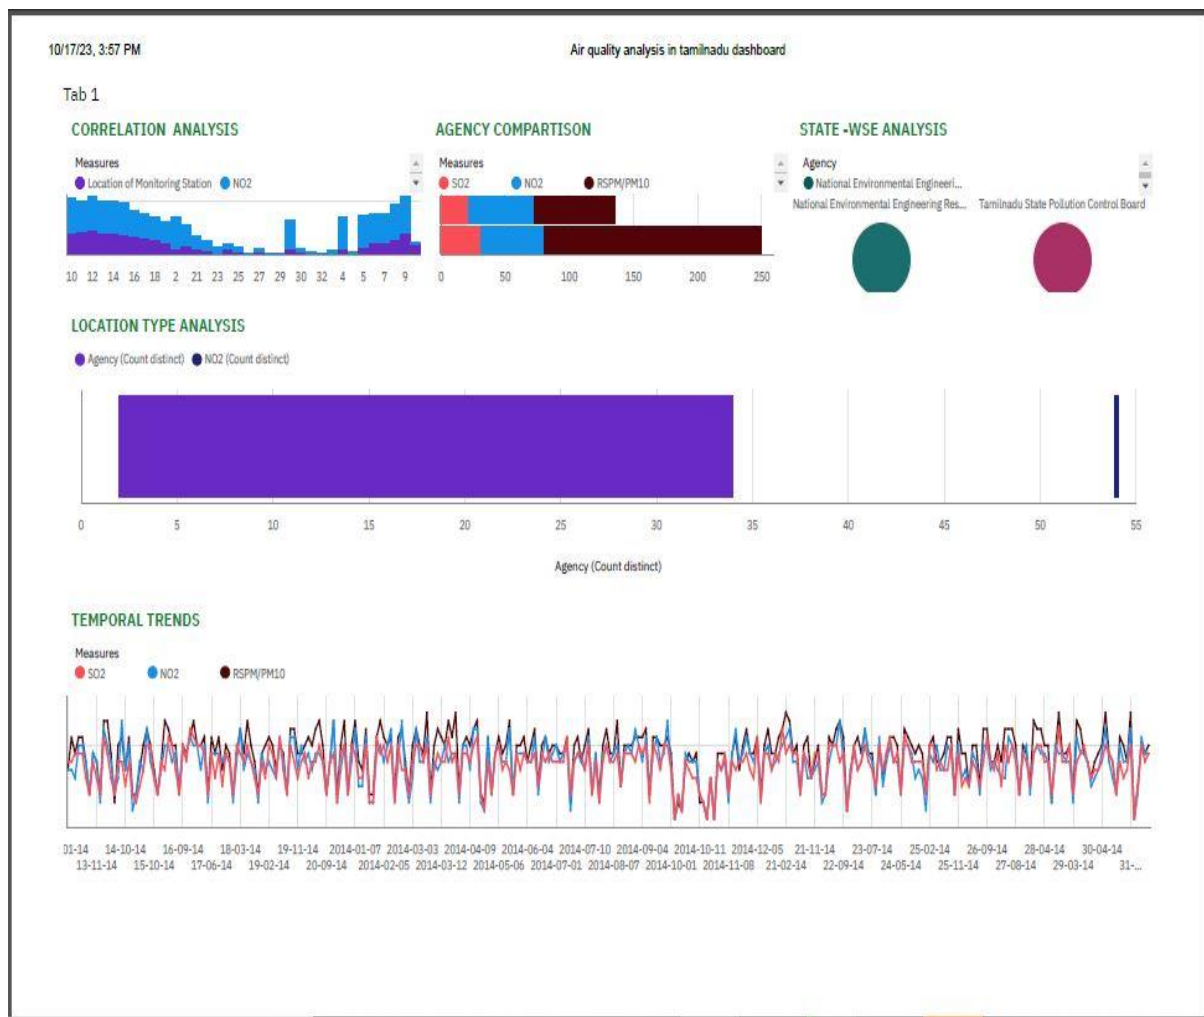 10/17/23, 3:57 PM Air quality analysis in tamilnadu dashboard
Tab 1
CORRELATION ANALYSIS
Measures
Location of Monitoring Station NO2
10 12 14 16 18 2 21 23 25 27 29 30 32 4 5 7 9
AGENCY COMPARTISON
Measures
SO2 NO2 RSPM/PM10
0 50 100 150 200 250
STATE -WSE ANALYSIS
Agency
National Environmental Engineeri...
National Environmental Engineering Res... Tamilnadu State Pollution Control Board
LOCATION TYPE ANALYSIS
Agency (Count distinct) NO2 (Count distinct)
0 5 10 15 20 25 30 35 40 45 50 55
Agency (Count distinct)
TEMPORAL TRENDS
Measures
SO2 NO2 RSPM/PM10
01-14 14-10-14 16-09-14 18-03-14 19-11-14 2014-01-07 2014-03-03 2014-04-09 2014-06-04 2014-07-10 2014-09-04 2014-10-11 2014-12-05 21-11-14 23-07-14 25-02-14 26-09-14 28-04-14 30-04-14
13-11-14 15-10-14 17-06-14 19-02-14 20-09-14 2014-02-05 2014-03-12 2014-05-06 2014-07-01 2014-08-07 2014-10-01 2014-11-08 21-02-14 22-09-14 24-05-14 25-11-14 27-08-14 29-03-14 31-...